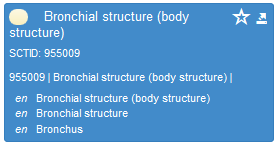 Bronchial structure (body
structure)
SCTID: 955009
955009 | Bronchial structure (body structure) |
en Bronchial structure (body structure)
en Bronchial structure
en Bronchus